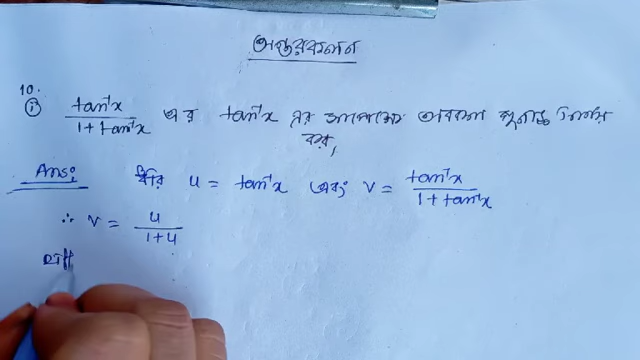 অন্তরকলন
10.
(i) tan⁻¹x / 1 + tan⁻¹x এর tan⁻¹x এর সাপেক্ষে অবকল গুণাঙ্ক নির্ণয়
কর,
Ans: ধরি u = tan⁻¹x এবং v = tan⁻¹x / 1 + tan⁻¹x
∴ v = u / 1 + u
Diff